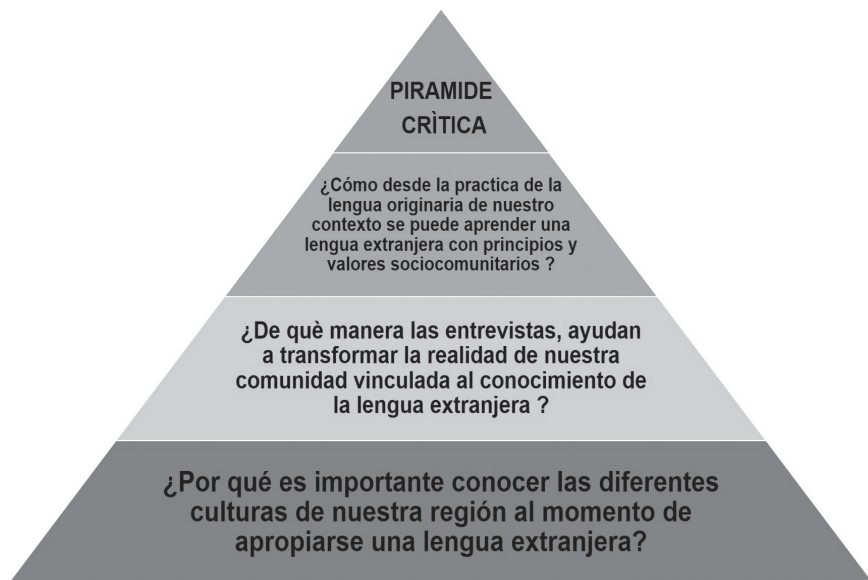 PIRAMIDE
CRÌTICA
¿Cómo desde la practica de la
lengua originaria de nuestro
contexto se puede aprender una
lengua extranjera con principios y
valores sociocomunitarios ?
¿De què manera las entrevistas, ayudan
a transformar la realidad de nuestra
comunidad vinculada al conocimiento de
la lengua extranjera ?
¿Por qué es importante conocer las diferentes
culturas de nuestra región al momento de
apropiarse una lengua extranjera?